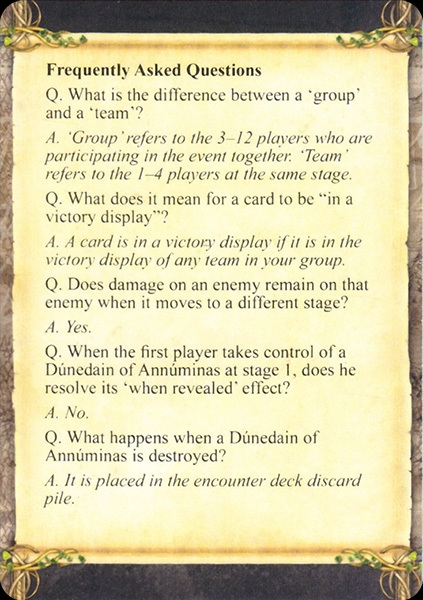 Frequently Asked Questions
Q. What is the difference between a ‘group’
and a ‘team’?
A. ‘Group’ refers to the 3–12 players who are
participating in the event together. ‘Team’
refers to the 1–4 players at the same stage.
Q. What does it mean for a card to be “in a
victory display”?
A. A card is in a victory display if it is in the
victory display of any team in your group.
Q. Does damage on an enemy remain on that
enemy when it moves to a different stage?
A. Yes.
Q. When the first player takes control of a
Dúnedain of Annúminas at stage 1, does he
resolve its ‘when revealed’ effect?
A. No.
Q. What happens when a Dúnedain of
Annúminas is destroyed?
A. It is placed in the encounter deck discard
pile.